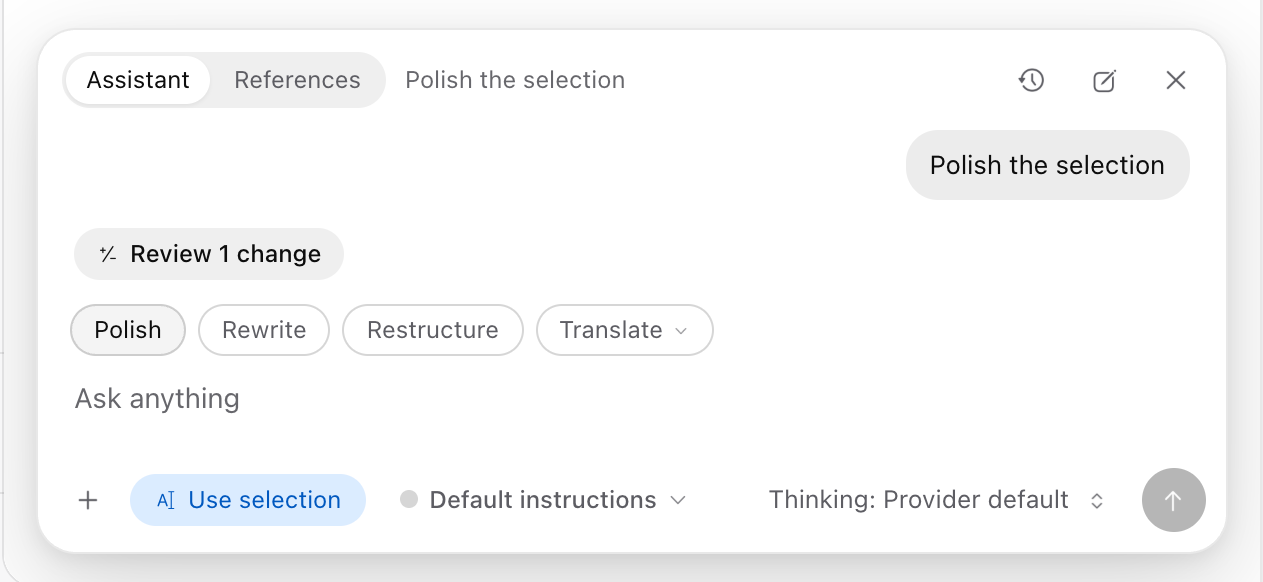 Assistant References Polish the selection
Polish the selection
+/- Review 1 change
Polish Rewrite Restructure Translate
Ask anything
+ AI Use selection Default instructions Thinking: Provider default